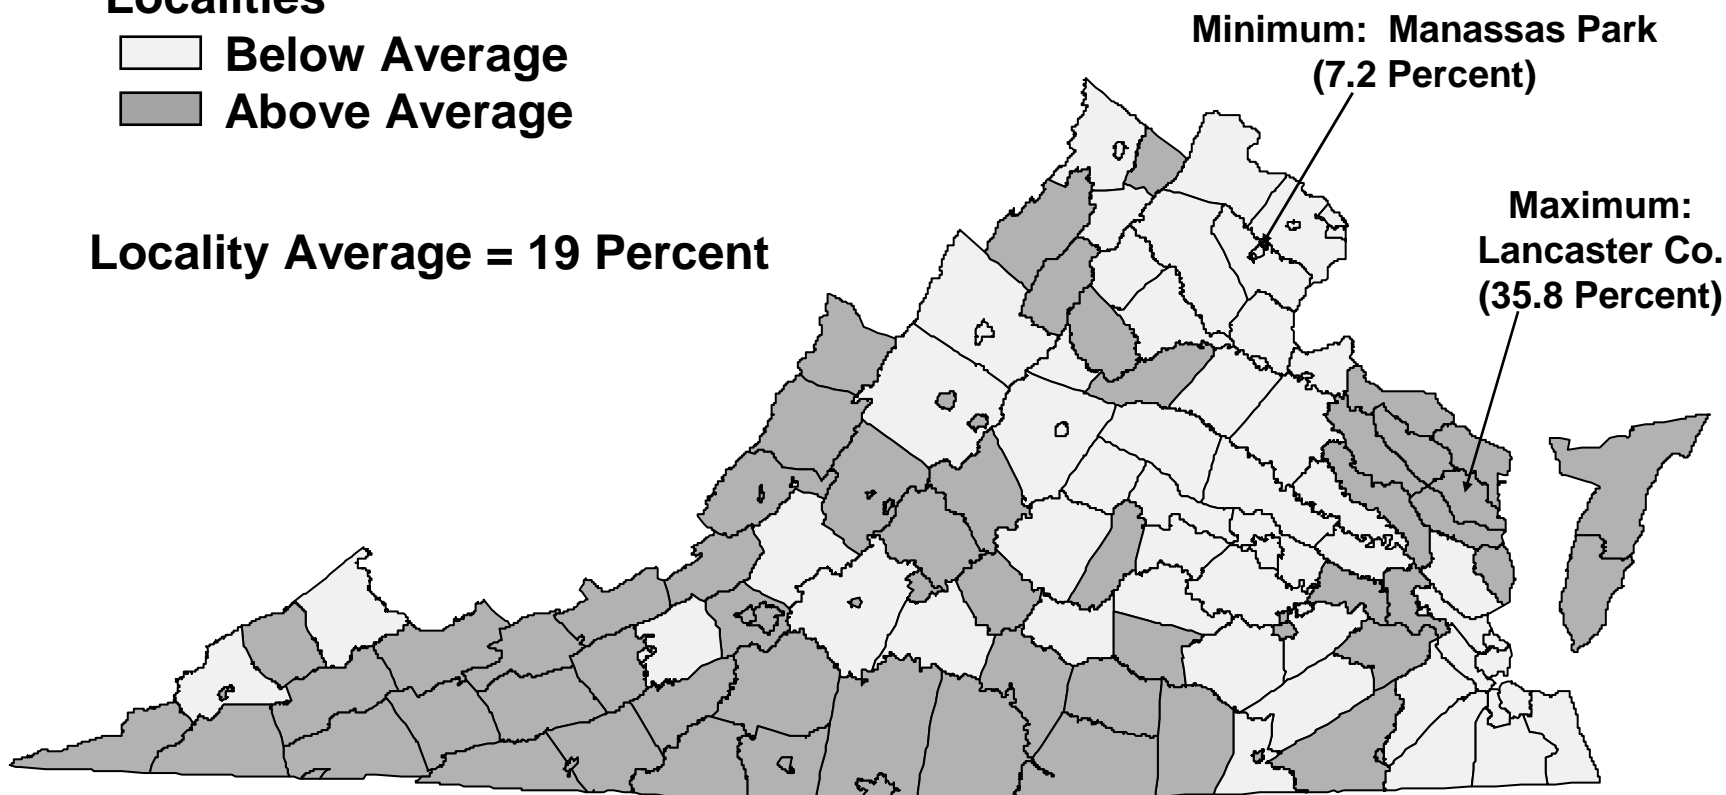 Localities
Below Average
Above Average
Locality Average = 19 Percent
Minimum: Manassas Park
(7.2 Percent)
Maximum:
Lancaster Co.
(35.8 Percent)